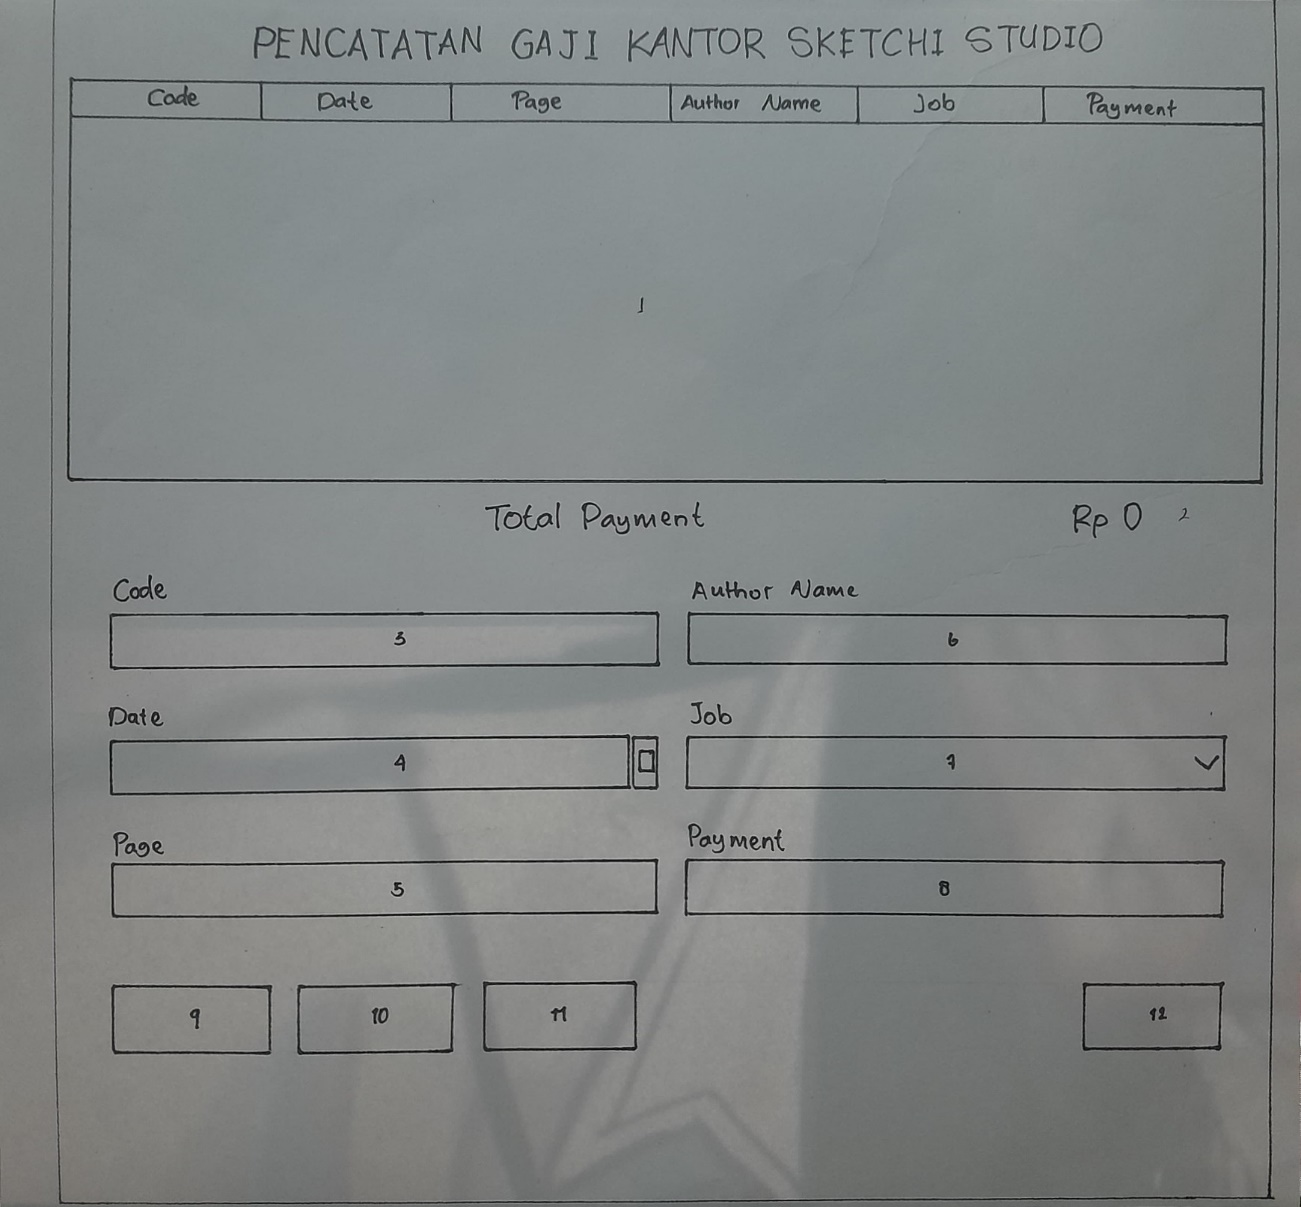 PENCATATAN GAJI KANTOR SKETCHI STUDIO
Code Date Page Author Name Job Payment
1
Total Payment Rp 0 2
Code Author Name
3 6
Date Job
4 7
Page Payment
5 8
9 10 11 12